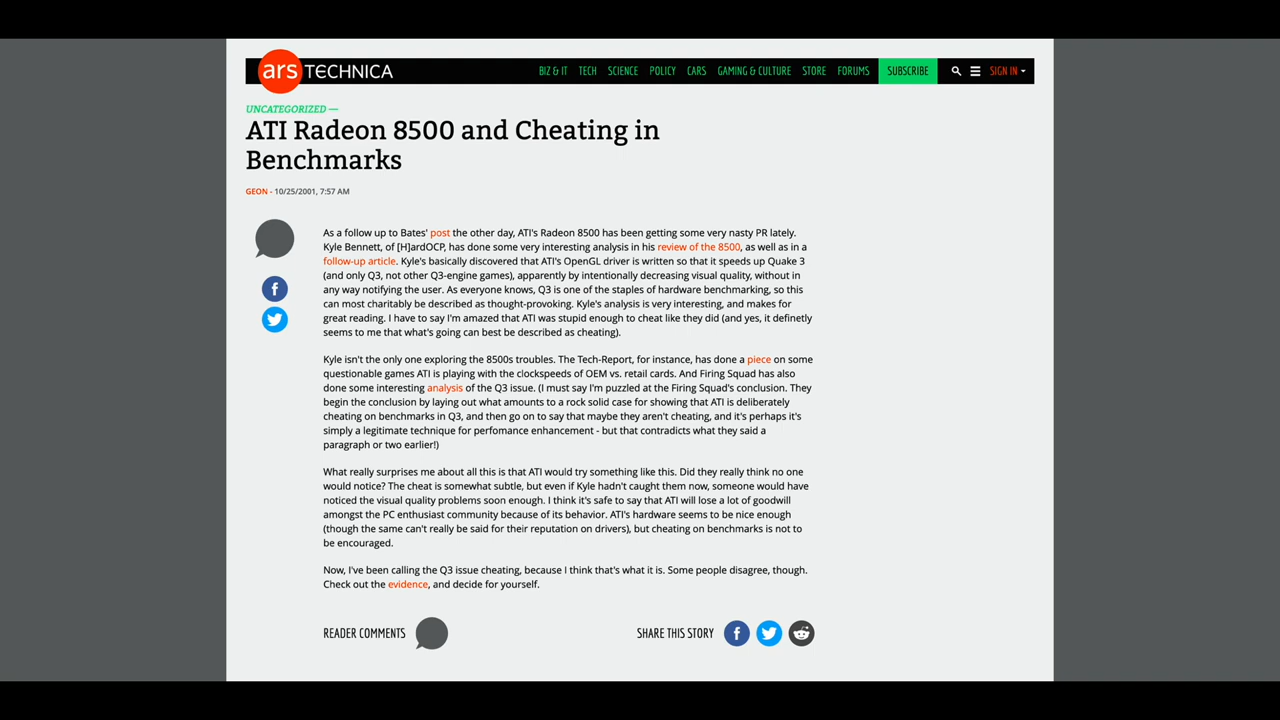 ars TECHNICA
BIZ & IT TECH SCIENCE POLICY CARS GAMING & CULTURE STORE FORUMS SUBSCRIBE SIGN IN
UNCATEGORIZED —
ATI Radeon 8500 and Cheating in
Benchmarks
GEON - 10/25/2001, 7:57 AM
As a follow up to Bates' post the other day, ATI's Radeon 8500 has been getting some very nasty PR lately.
Kyle Bennett, of [H]ardOCP, has done some very interesting analysis in his review of the 8500, as well as in a
follow-up article. Kyle's basically discovered that ATI's OpenGL driver is written so that it speeds up Quake 3
(and only Q3, not other Q3-engine games), apparently by intentionally decreasing visual quality, without in
any way notifying the user. As everyone knows, Q3 is one of the staples of hardware benchmarking, so this
can most charitably be described as thought-provoking. Kyle's analysis is very interesting, and makes for
great reading. I have to say I'm amazed that ATI was stupid enough to cheat like they did (and yes, it definetly
seems to me that what's going can best be described as cheating).
Kyle isn't the only one exploring the 8500s troubles. The Tech-Report, for instance, has done a piece on some
questionable games ATI is playing with the clockspeeds of OEM vs. retail cards. And Firing Squad has also
done some interesting analysis of the Q3 issue. (I must say I'm puzzled at the Firing Squad's conclusion. They
begin the conclusion by laying out what amounts to a rock solid case for showing that ATI is deliberately
cheating on benchmarks in Q3, and then go on to say that maybe they aren't cheating, and it's perhaps it's
simply a legitimate technique for perfomance enhancement - but that contradicts what they said a
paragraph or two earlier!)
What really surprises me about all this is that ATI would try something like this. Did they really think no one
would notice? The cheat is somewhat subtle, but even if Kyle hadn't caught them now, someone would have
noticed the visual quality problems soon enough. I think it's safe to say that ATI will lose a lot of goodwill
amongst the PC enthusiast community because of its behavior. ATI's hardware seems to be nice enough
(though the same can't really be said for their reputation on drivers), but cheating on benchmarks is not to
be encouraged.
Now, I've been calling the Q3 issue cheating, because I think that's what it is. Some people disagree, though.
Check out the evidence, and decide for yourself.
READER COMMENTS SHARE THIS STORY